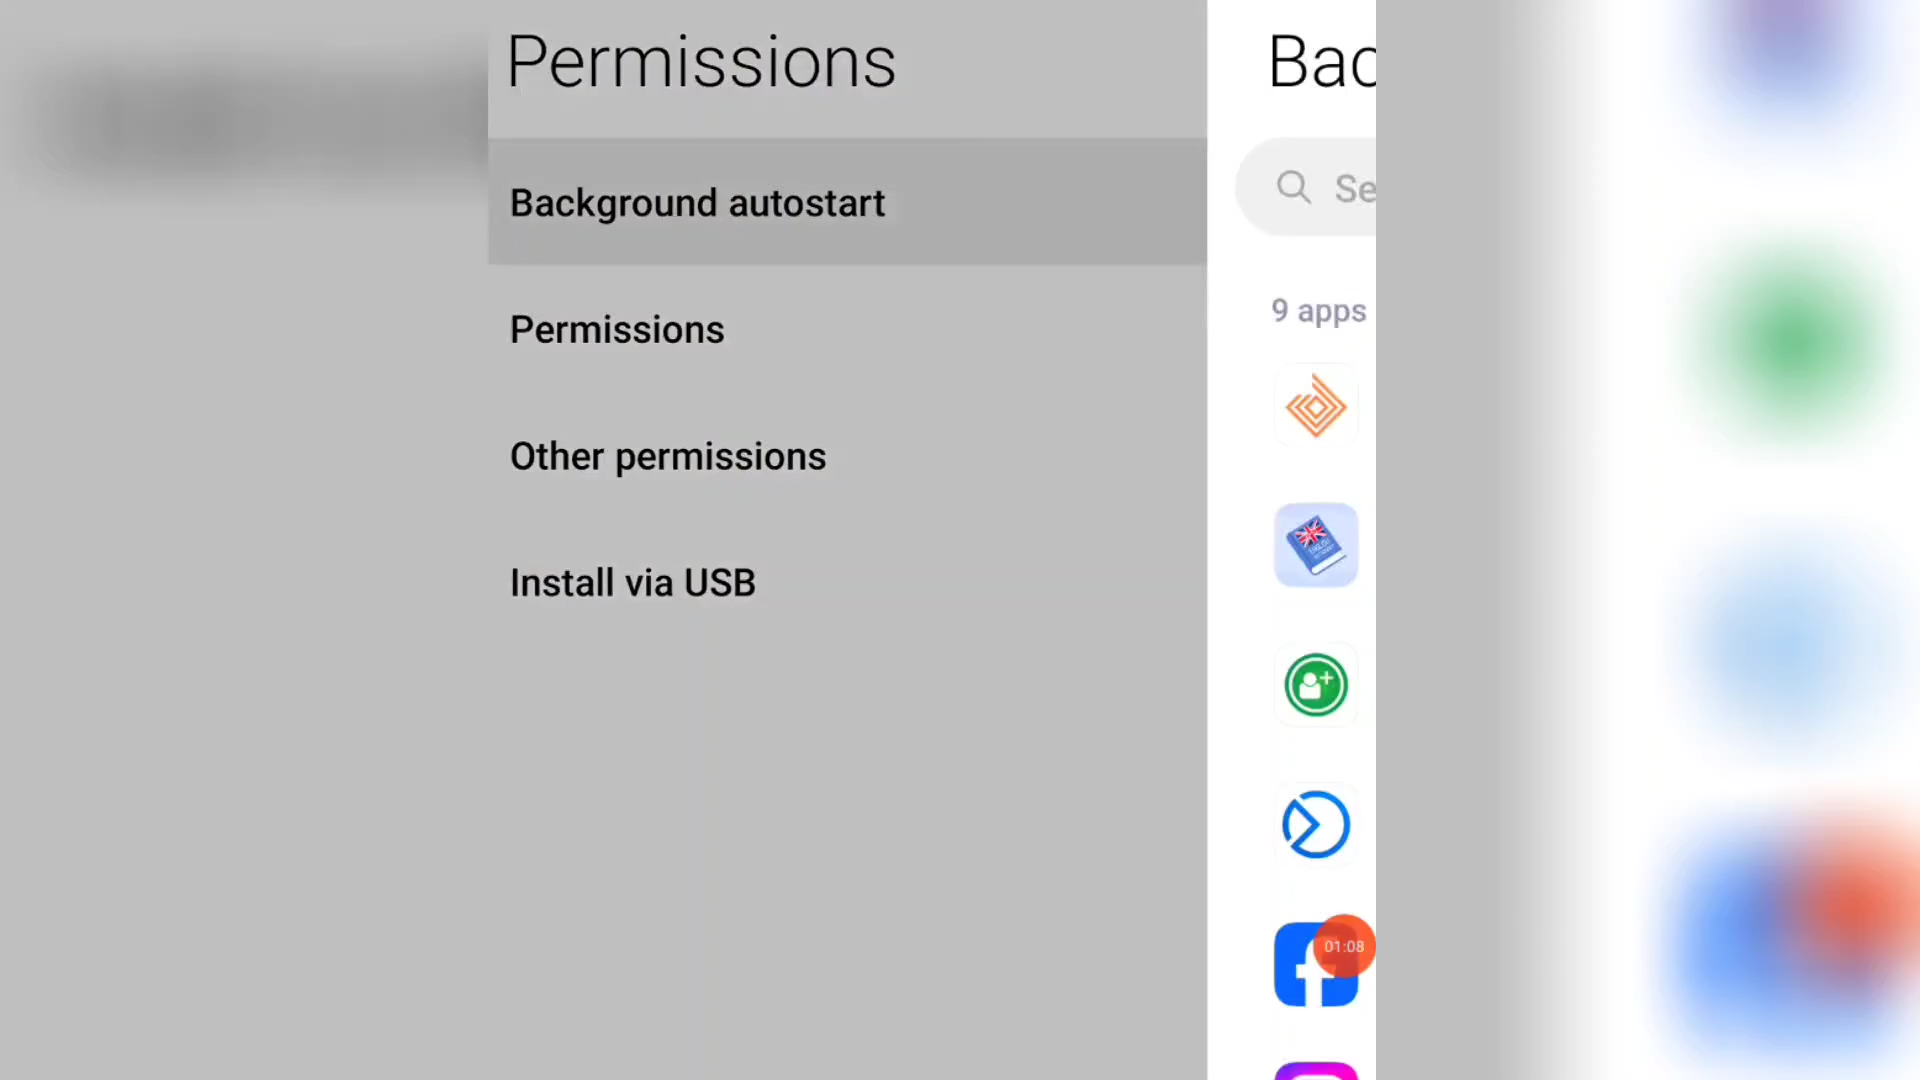 Permissions
Background autostart
Permissions
Other permissions
Install via USB
Bac
Se
9 apps
01:08